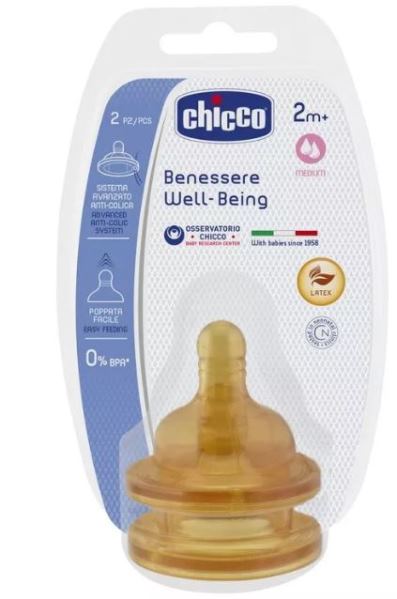 chicco
2 PZ/PCS
2m+
MEDIUM
Benessere
Well-Being
SISTEMA
AVANZATO
ANTI-COLICA
ADVANCED
ANTI-COLIC
SYSTEM
OSSERVATORIO
CHICCO
BABY RESEARCH CENTER
With babies since 1958
LATEX
POPPATA
FACILE
EASY FEEDING
0% BPA*
CN